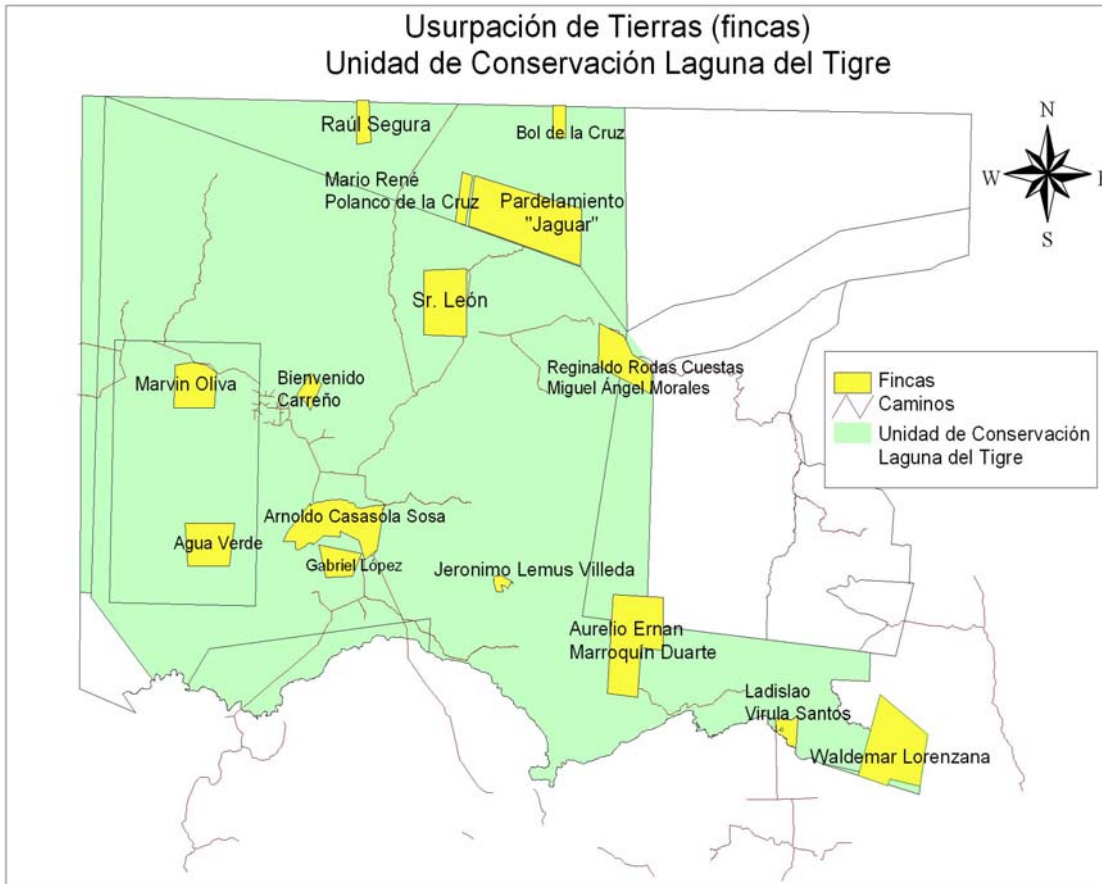 Usurpación de Tierras (fincas)
Unidad de Conservación Laguna del Tigre
Raúl Segura
Bol de la Cruz
N
W
E
S
Mario René
Polanco de la Cruz
Pardelamiento
"Jaguar"
Sr. León
Reginaldo Rodas Cuestas
Miguel Ángel Morales
Marvin Oliva
Bienvenido
Carreño
Fincas
Caminos
Unidad de Conservación
Laguna del Tigre
Arnoldo Casasola Sosa
Agua Verde
Gabriel López
Jeronimo Lemus Villeda
Aurelio Ernan
Marroquín Duarte
Ladislao
Virula Santos
Waldemar Lorenzana